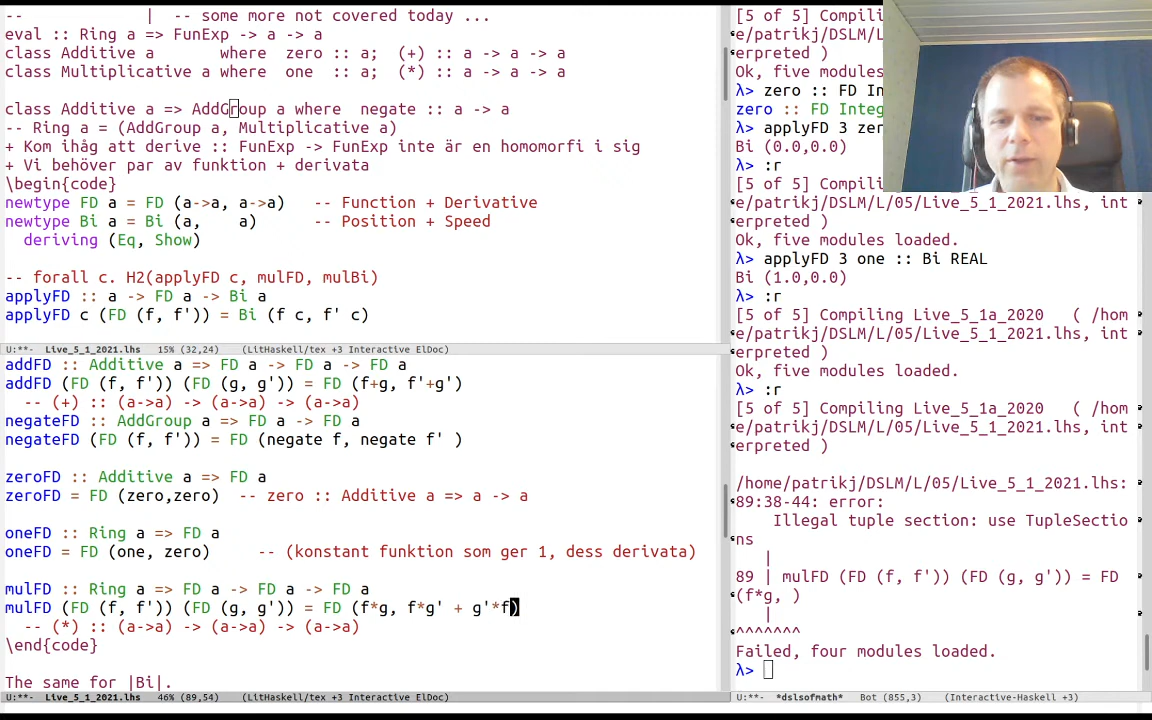 --            |  -- some more not covered today ...
eval :: Ring a => FunExp -> a -> a
class Additive a       where  zero :: a;  (+) :: a -> a -> a
class Multiplicative a where  one  :: a;  (*) :: a -> a -> a
class Additive a => AddGroup a where  negate :: a -> a
-- Ring a = (AddGroup a, Multiplicative a)
+ Kom ihåg att derive :: FunExp -> FunExp inte är en homomorfi i sig
+ Vi behöver par av funktion + derivata
\begin{code}
newtype FD a = FD (a->a, a->a)   -- Function + Derivative
newtype Bi a = Bi (a,    a)      -- Position + Speed
  deriving (Eq, Show)
-- forall c. H2(applyFD c, mulFD, mulBi)
applyFD :: a -> FD a -> Bi a
applyFD c (FD (f, f')) = Bi (f c, f' c)
U:**-  Live_5_1_2021.lhs   15% (32,24)    (LitHaskell/tex +3 Interactive ElDoc)
addFD :: Additive a => FD a -> FD a -> FD a
addFD (FD (f, f')) (FD (g, g')) = FD (f+g, f'+g')
  -- (+) :: (a->a) -> (a->a) -> (a->a)
negateFD :: AddGroup a => FD a -> FD a
negateFD (FD (f, f')) = FD (negate f, negate f' )
zeroFD :: Additive a => FD a
zeroFD = FD (zero,zero)  -- zero :: Additive a => a -> a
oneFD :: Ring a => FD a
oneFD = FD (one, zero)     -- (konstant funktion som ger 1, dess derivata)
mulFD :: Ring a => FD a -> FD a -> FD a
mulFD (FD (f, f')) (FD (g, g')) = FD (f*g, f*g' + g'*f)
  -- (*) :: (a->a) -> (a->a) -> (a->a)
\end{code}
The same for |Bi|.
U:**-  Live_5_1_2021.lhs   46% (89,54)    (LitHaskell/tex +3 Interactive ElDoc)
[5 of 5] Compili
e/patrikj/DSLM/L
erpreted )
Ok, five modules
λ> zero :: FD In
zero :: FD Integ
λ> applyFD 3 zer
Bi (0.0,0.0)
λ> :r
[5 of 5] Compili
e/patrikj/DSLM/L/05/Live_5_1_2021.lhs, int
erpreted )
Ok, five modules loaded.
λ> applyFD 3 one :: Bi REAL
Bi (1.0,0.0)
λ> :r
[5 of 5] Compiling Live_5_1a_2020   ( /hom
e/patrikj/DSLM/L/05/Live_5_1_2021.lhs, int
erpreted )
Ok, five modules loaded.
λ> :r
[5 of 5] Compiling Live_5_1a_2020   ( /hom
e/patrikj/DSLM/L/05/Live_5_1_2021.lhs, int
erpreted )
/home/patrikj/DSLM/L/05/Live_5_1_2021.lhs:
89:38-44: error:
    Illegal tuple section: use TupleSectio
ns
   |
89 | mulFD (FD (f, f')) (FD (g, g')) = FD
(f*g, )
   |
^^^^^^^
Failed, four modules loaded.
λ>
U:**-  *dslsofmath*   Bot (855,3)    (Interactive-Haskell +3)